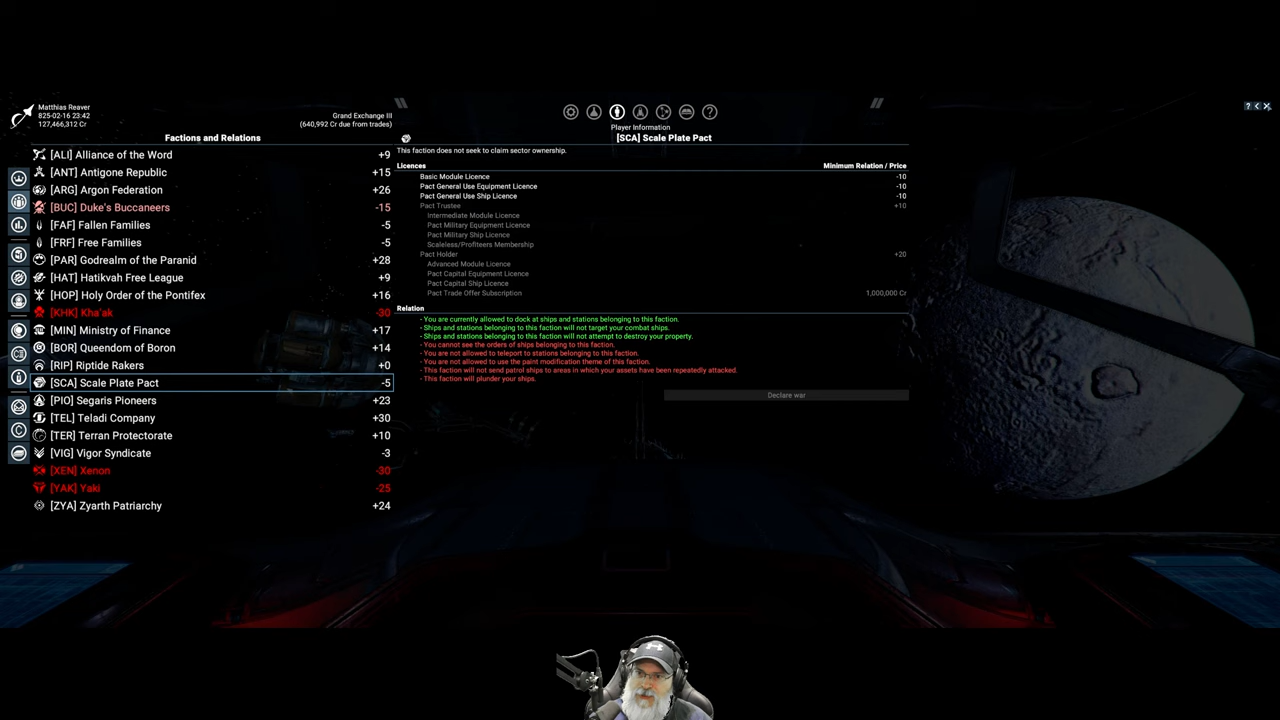 Matthias Reaver
825-02-16 23:42
127,466,312 Cr
Grand Exchange III
(640,992 Cr due from trades)
Factions and Relations
[ALI] Alliance of the Word +9
[ANT] Antigone Republic +15
[ARG] Argon Federation +26
[BUC] Duke's Buccaneers -15
[FAF] Fallen Families -5
[FRF] Free Families -5
[PAR] Godrealm of the Paranid +28
[HAT] Hatikvah Free League +9
[HOP] Holy Order of the Pontifex +16
[KHK] Kha'ak -30
[MIN] Ministry of Finance +17
[BOR] Queendom of Boron +14
[RIP] Riptide Rakers +0
[SCA] Scale Plate Pact -5
[PIO] Segaris Pioneers +23
[TEL] Teladi Company +30
[TER] Terran Protectorate +10
[VIG] Vigor Syndicate -3
[XEN] Xenon -30
[YAK] Yaki -25
[ZYA] Zyarth Patriarchy +24
Player Information
[SCA] Scale Plate Pact
This faction does not seek to claim sector ownership.
Licences Minimum Relation / Price
Basic Module Licence -10
Pact General Use Equipment Licence -10
Pact General Use Ship Licence -10
Pact Trustee +10
Intermediate Module Licence
Pact Military Equipment Licence
Pact Military Ship Licence
Scaleless/Profiteers Membership
Pact Holder +20
Advanced Module Licence
Pact Capital Equipment Licence
Pact Capital Ship Licence
Pact Trade Offer Subscription 1,000,000 Cr
Relation
- You are currently allowed to dock at ships and stations belonging to this faction.
- Ships and stations belonging to this faction will not target your combat ships.
- Ships and stations belonging to this faction will not attempt to destroy your property.
- You cannot see the orders of ships belonging to this faction.
- You are not allowed to teleport to stations belonging to this faction.
- You are not allowed to use the paint modification theme of this faction.
- This faction will not send patrol ships to areas in which your assets have been repeatedly attacked.
- This faction will plunder your ships.
Declare war